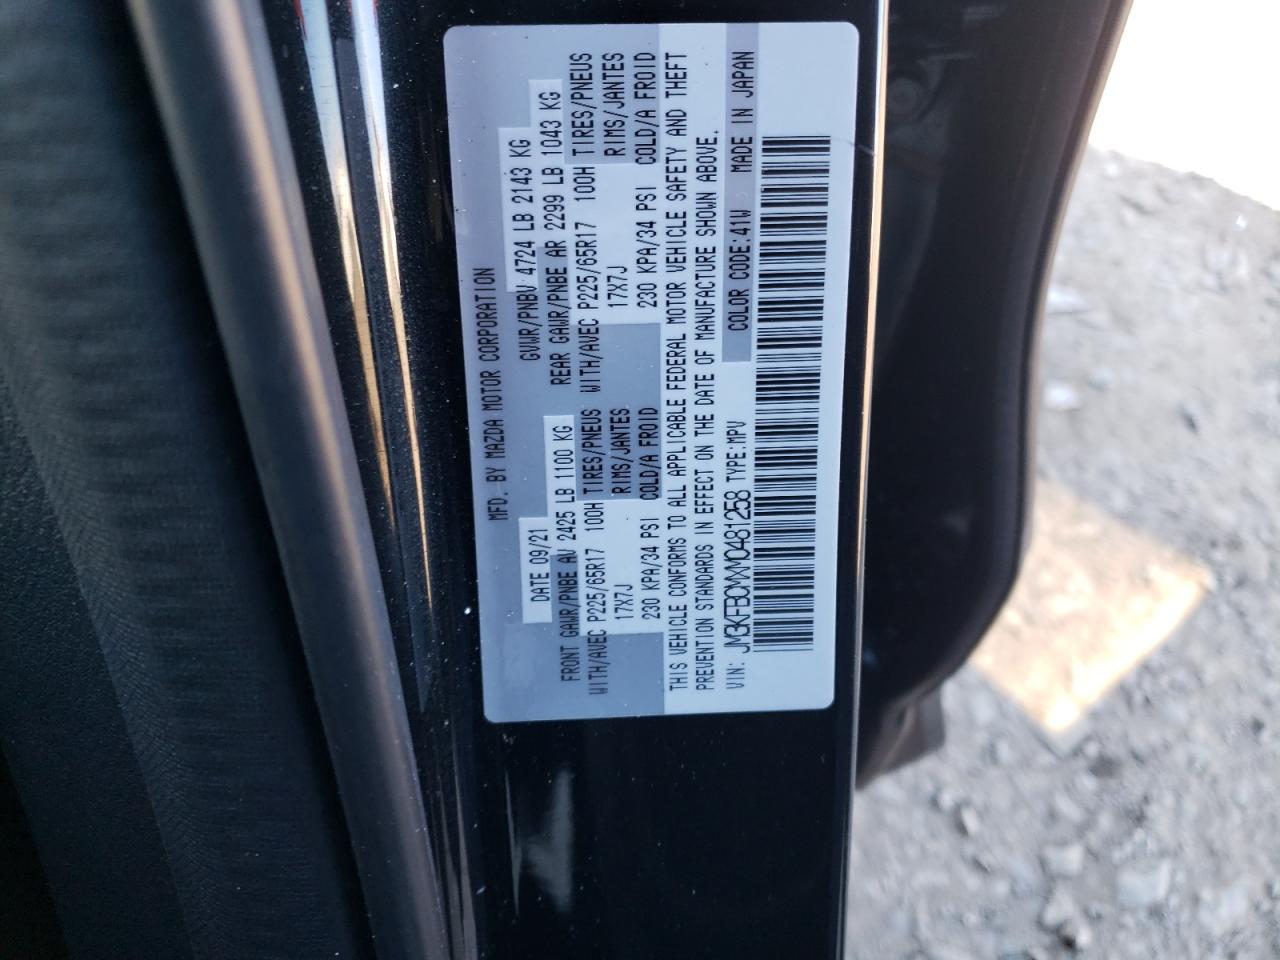 MFD. BY MAZDA MOTOR CORPORATION
DATE 09/21 GVWR/PNBV 4724 LB 2143 KG
FRONT GAWR/PNBE AV 2425 LB 1100 KG REAR GAWR/PNBE AR 2299 LB 1043 KG
WITH/AVEC P225/65R17 100H TIRES/PNEUS WITH/AVEC P225/65R17 100H TIRES/PNEUS
17X7J RIMS/JANTES 17X7J RIMS/JANTES
230 KPA/34 PSI COLD/A FROID 230 KPA/34 PSI COLD/A FROID
THIS VEHICLE CONFORMS TO ALL APPLICABLE FEDERAL MOTOR VEHICLE SAFETY AND THEFT
PREVENTION STANDARDS IN EFFECT ON THE DATE OF MANUFACTURE SHOWN ABOVE.
VIN: JM3KFBCMXM0481258 TYPE:MPV COLOR CODE:41W MADE IN JAPAN